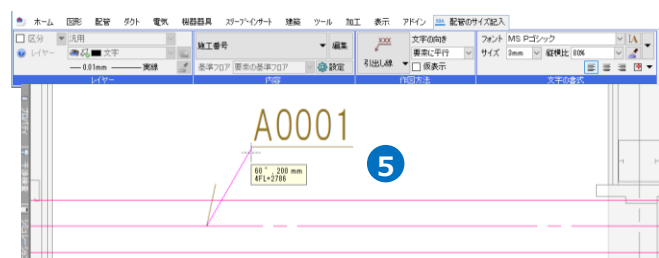 ホーム 図形 配管 ダクト 電気 機器器具 スリーブ・インサート 建築 ツール 加工 表示 アドイン 配管のサイズ記入
区分 汎用 施工番号 編集 文字の向き フォント MS Pゴシック
レイヤー 文字 要素に平行 サイズ 3mm 縦横比 80%
0.01mm 実線 基準フロア 要素の基準フロア 設定 引出し線 仮表示
レイヤー 内容 作図方法 文字の書式
A0001
60°, 200 mm
4FL+2786
5